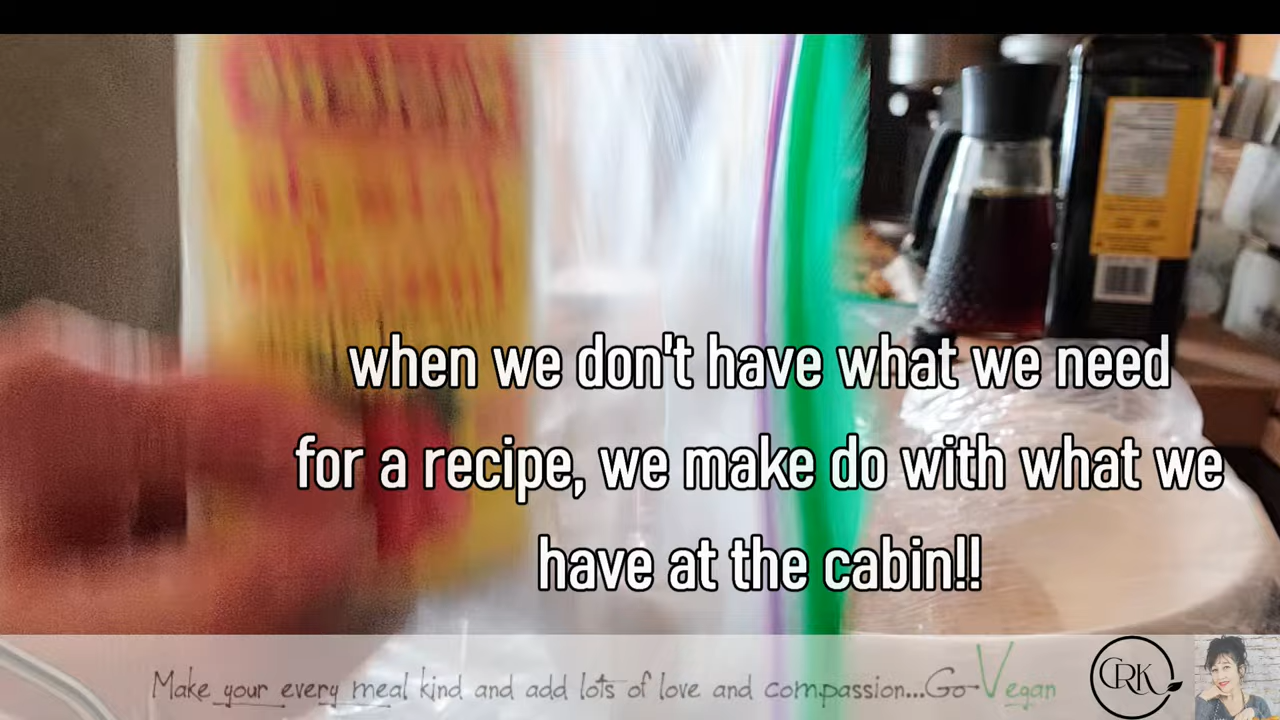 when we don't have what we need
for a recipe, we make do with what we
have at the cabin!!
Make your every meal kind and add lots of love and compassion...Go Vegan
CRK